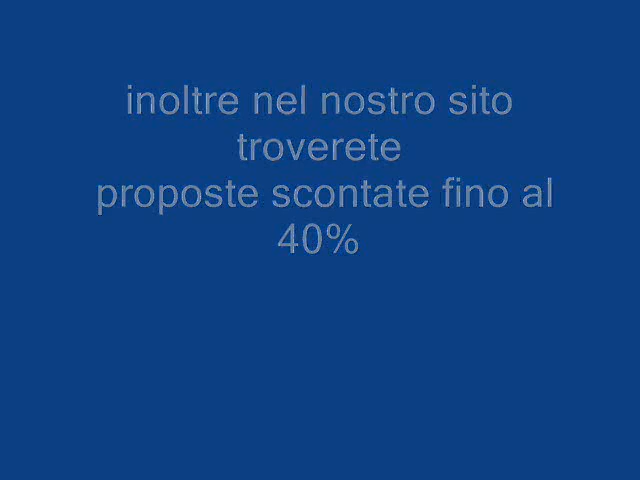 inoltre nel nostro sito
troverete
proposte scontate fino al
40%